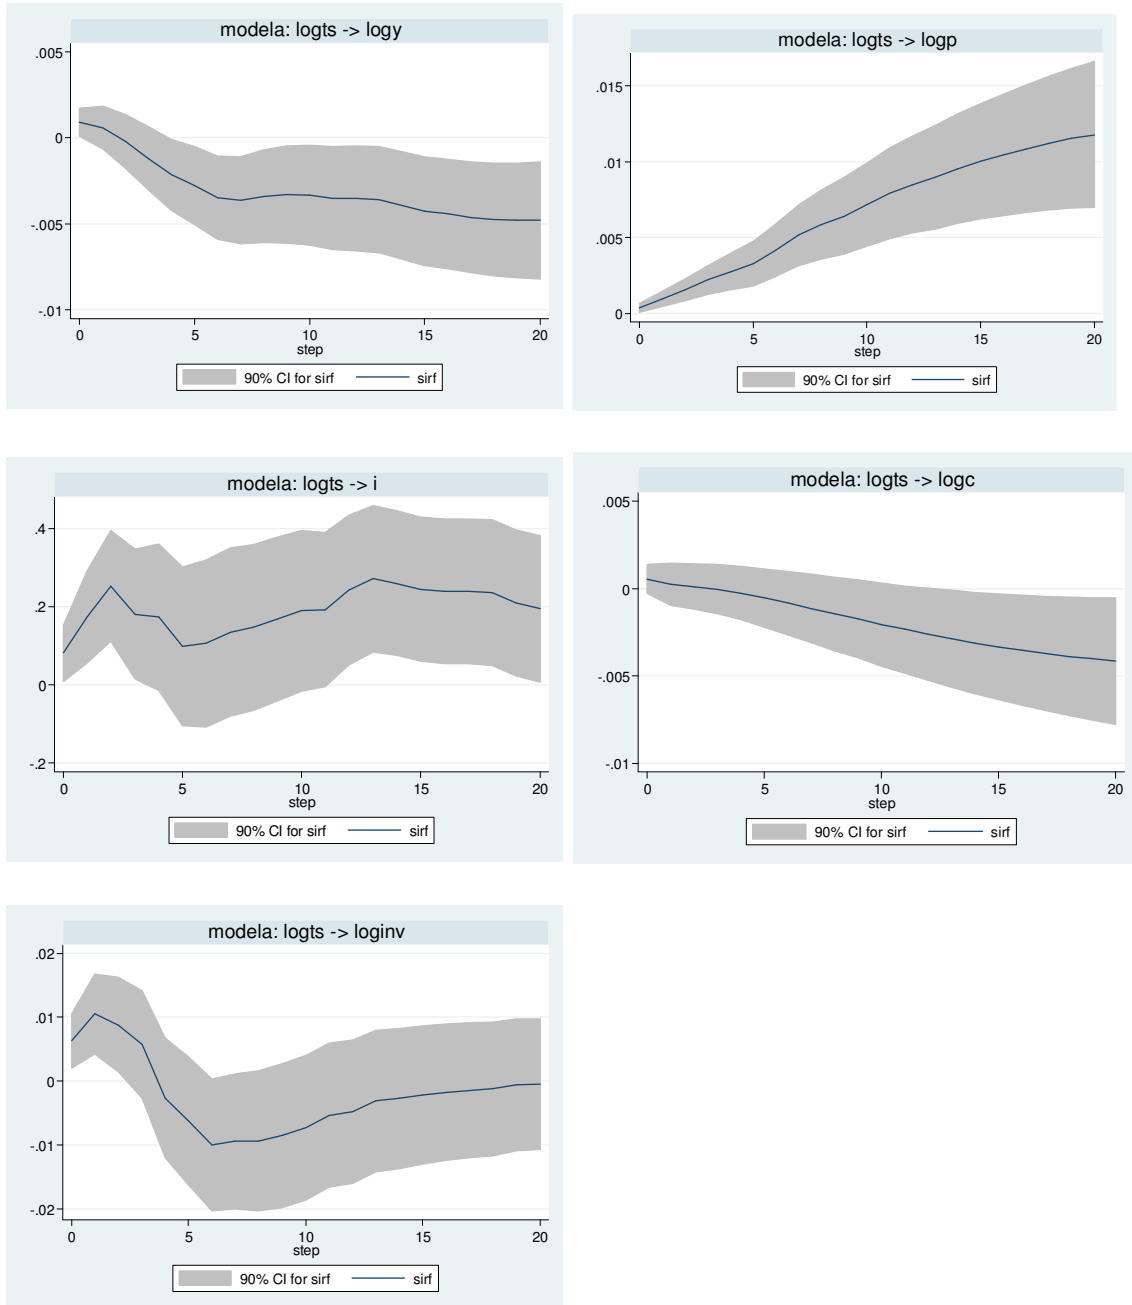 modela: logts -> logy
.005
0
-.005
-.01
0 5 10 15 20
step
90% CI for sirf sirf
modela: logts -> logp
.015
.01
.005
0
0 5 10 15 20
step
90% CI for sirf sirf
modela: logts -> i
.4
.2
0
-.2
0 5 10 15 20
step
90% CI for sirf sirf
modela: logts -> logc
.005
0
-.005
-.01
0 5 10 15 20
step
90% CI for sirf sirf
modela: logts -> loginv
.02
.01
0
-.01
-.02
0 5 10 15 20
step
90% CI for sirf sirf